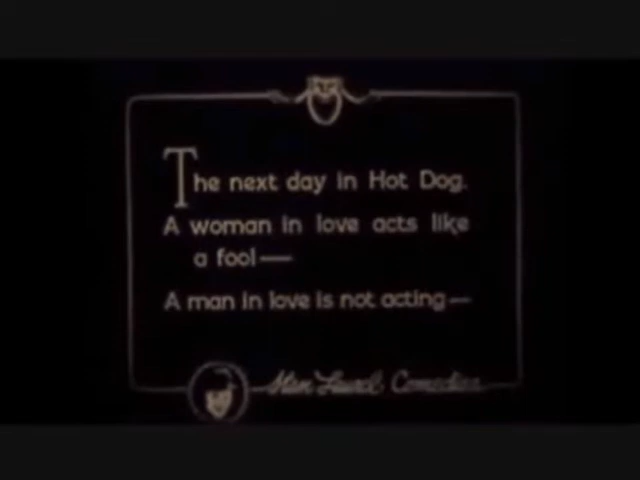 The next day in Hot Dog.
A woman in love acts like
a fool—
A man in love is not acting—
Stan Laurel Comedies